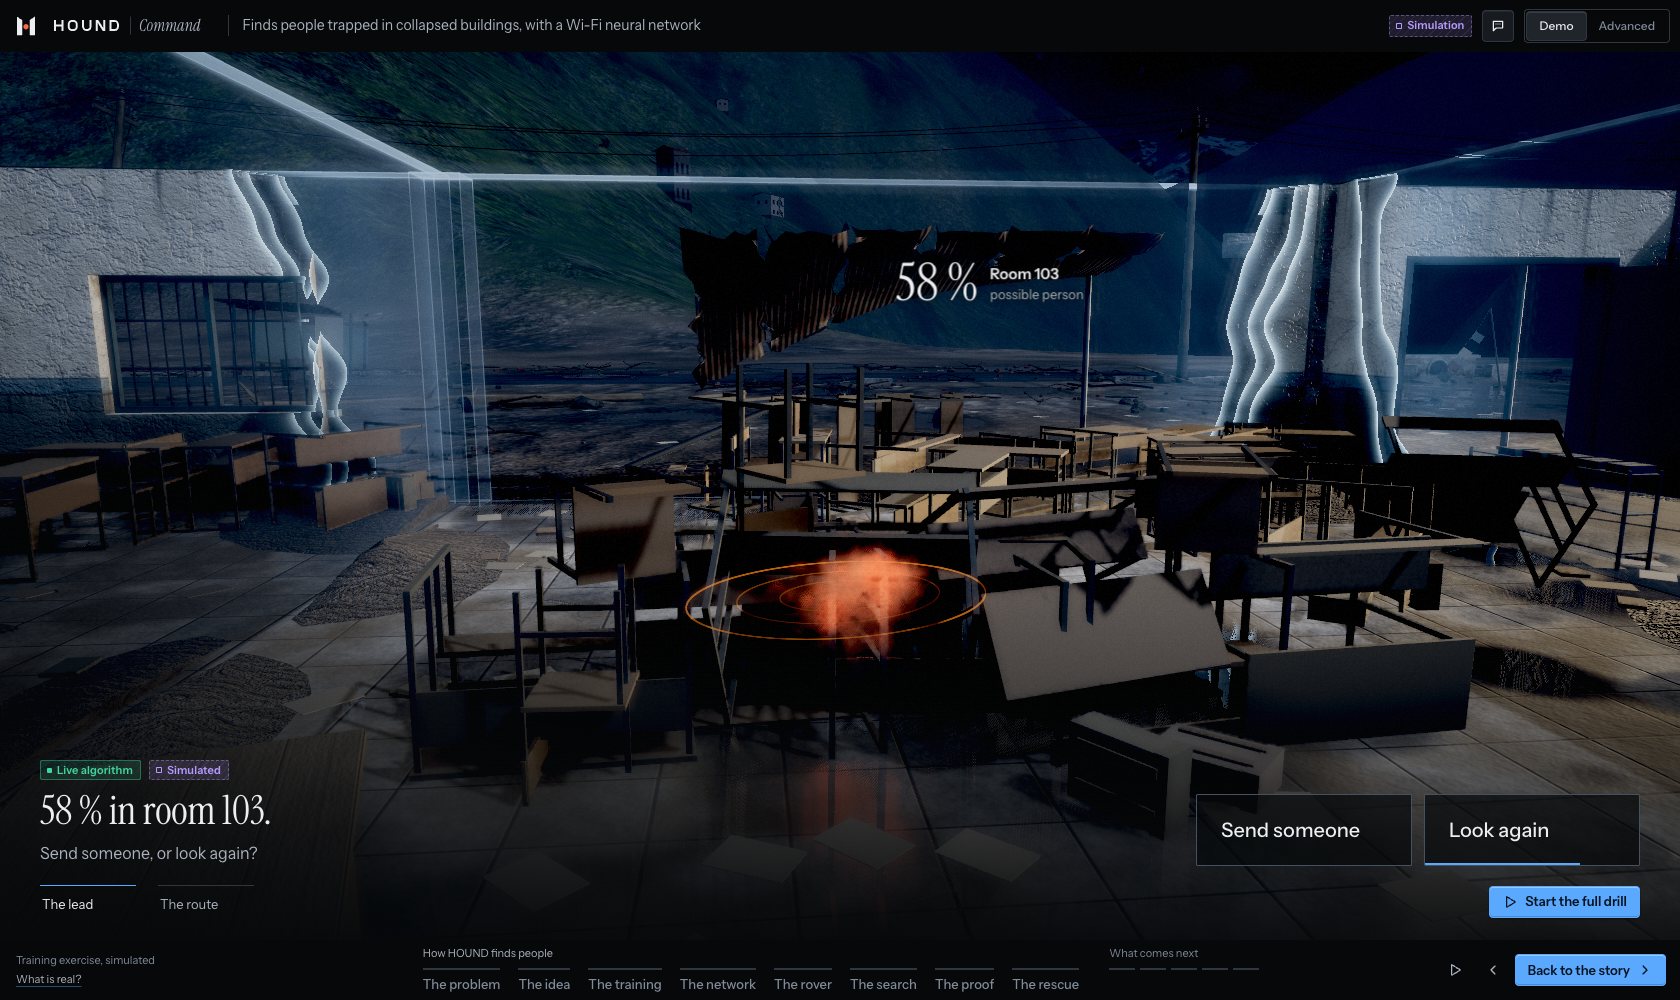 HOUND Command
Finds people trapped in collapsed buildings, with a Wi-Fi neural network
Simulation
Demo
Advanced
58 %
Room 103
possible person
Live algorithm
Simulated
58 % in room 103.
Send someone, or look again?
The lead
The route
Send someone
Look again
Start the full drill
Training exercise, simulated
What is real?
How HOUND finds people
The problem
The idea
The training
The network
The rover
The search
The proof
The rescue
What comes next
Back to the story